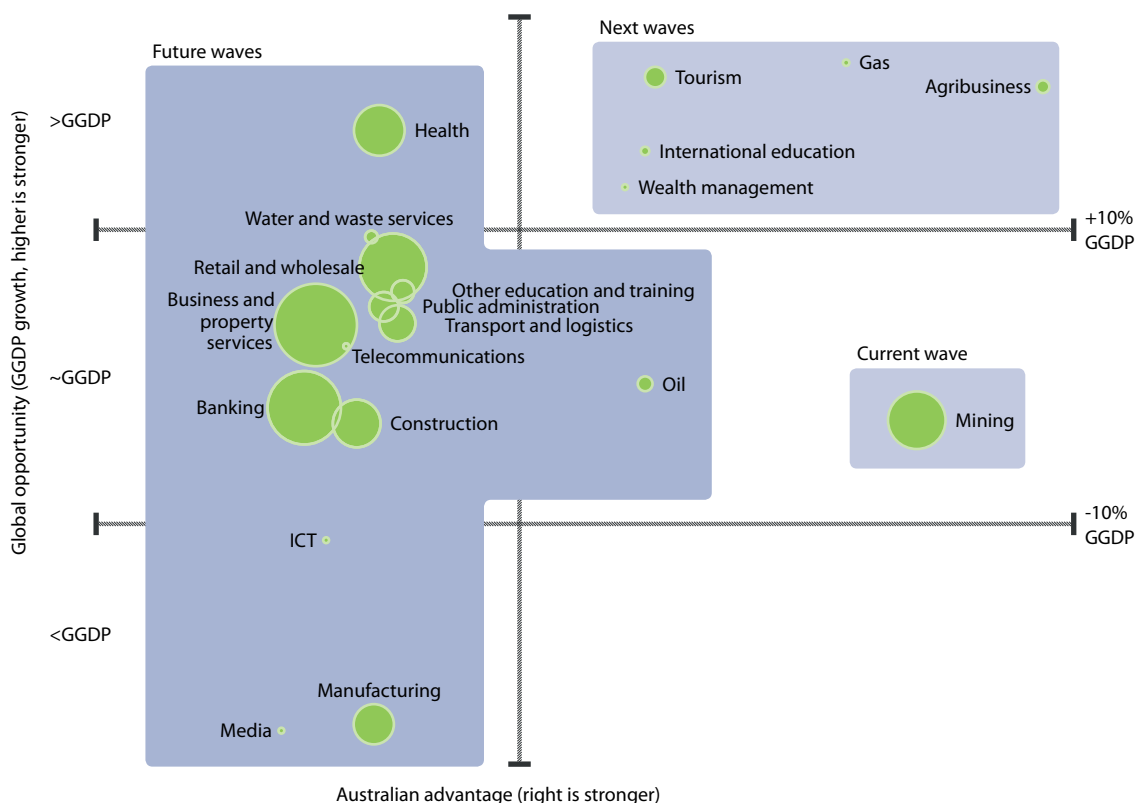 Future waves
Next waves
Gas
Tourism
Agribusiness
>GGDP
Health
International education
Wealth management
Water and waste services
+10%
GGDP
Retail and wholesale
Other education and training
Business and
property
services
Public administration
Transport and logistics
Telecommunications
Current wave
~GGDP
Oil
Banking
Construction
Mining
-10%
GGDP
ICT
<GGDP
Manufacturing
Media
Global opportunity (GGDP growth, higher is stronger)
Australian advantage (right is stronger)